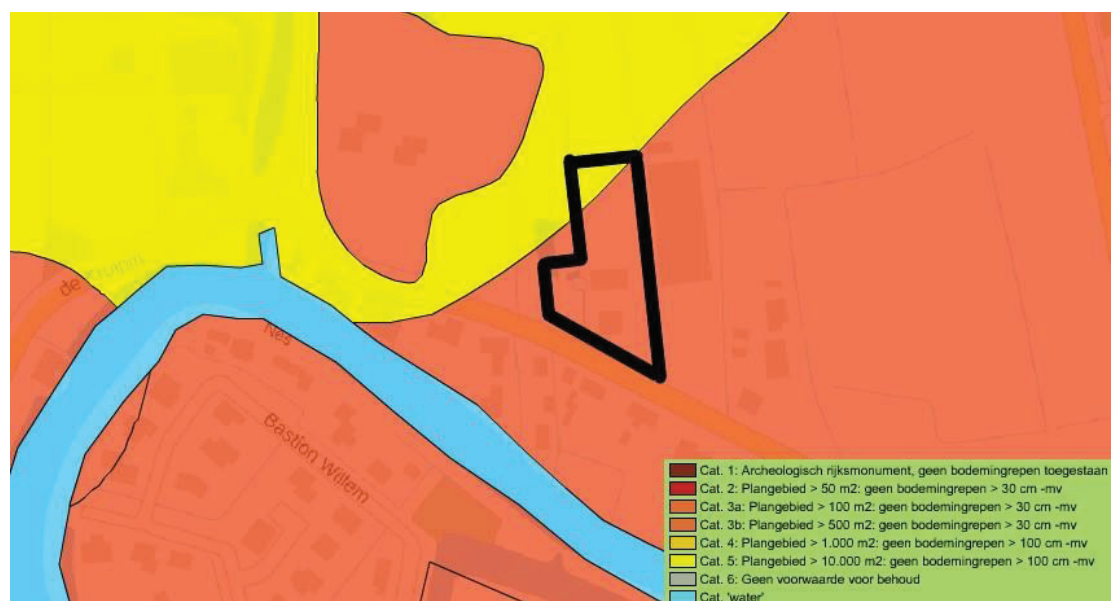 Nes
Bastion Willem
Cat. 1: Archeologisch rijksmonument, geen bodemingrepen toegestaan
Cat. 2: Plangebied > 50 m2: geen bodemingrepen > 30 cm -mv
Cat. 3a: Plangebied > 100 m2: geen bodemingrepen > 30 cm -mv
Cat. 3b: Plangebied > 500 m2: geen bodemingrepen > 30 cm -mv
Cat. 4: Plangebied > 1.000 m2: geen bodemingrepen > 100 cm -mv
Cat. 5: Plangebied > 10.000 m2: geen bodemingrepen > 100 cm -mv
Cat. 6: Geen voorwaarde voor behoud
Cat. 'water'